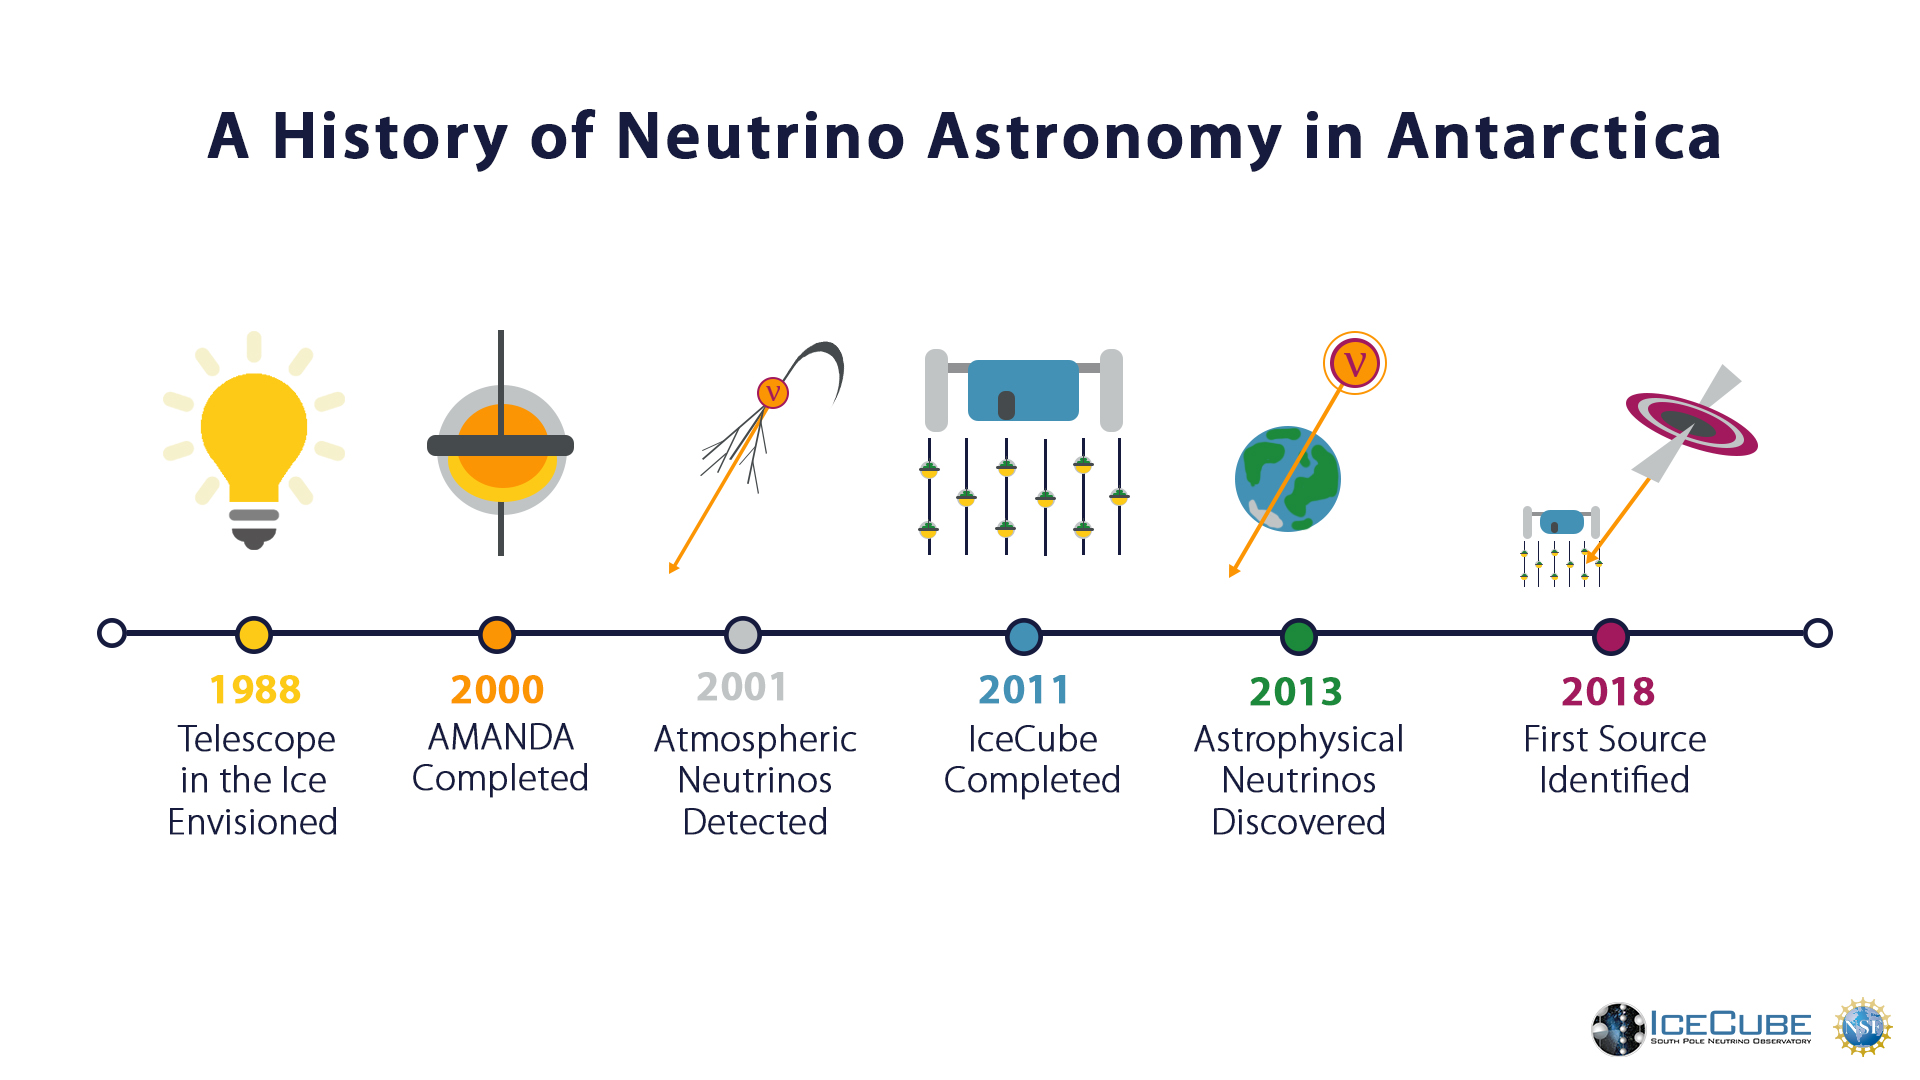 A History of Neutrino Astronomy in Antarctica
ν
ν
1988
Telescope
in the Ice
Envisioned
2000
AMANDA
Completed
2001
Atmospheric
Neutrinos
Detected
2011
IceCube
Completed
2013
Astrophysical
Neutrinos
Discovered
2018
First Source
Identified
ICECUBE
SOUTH POLE NEUTRINO OBSERVATORY
NSF